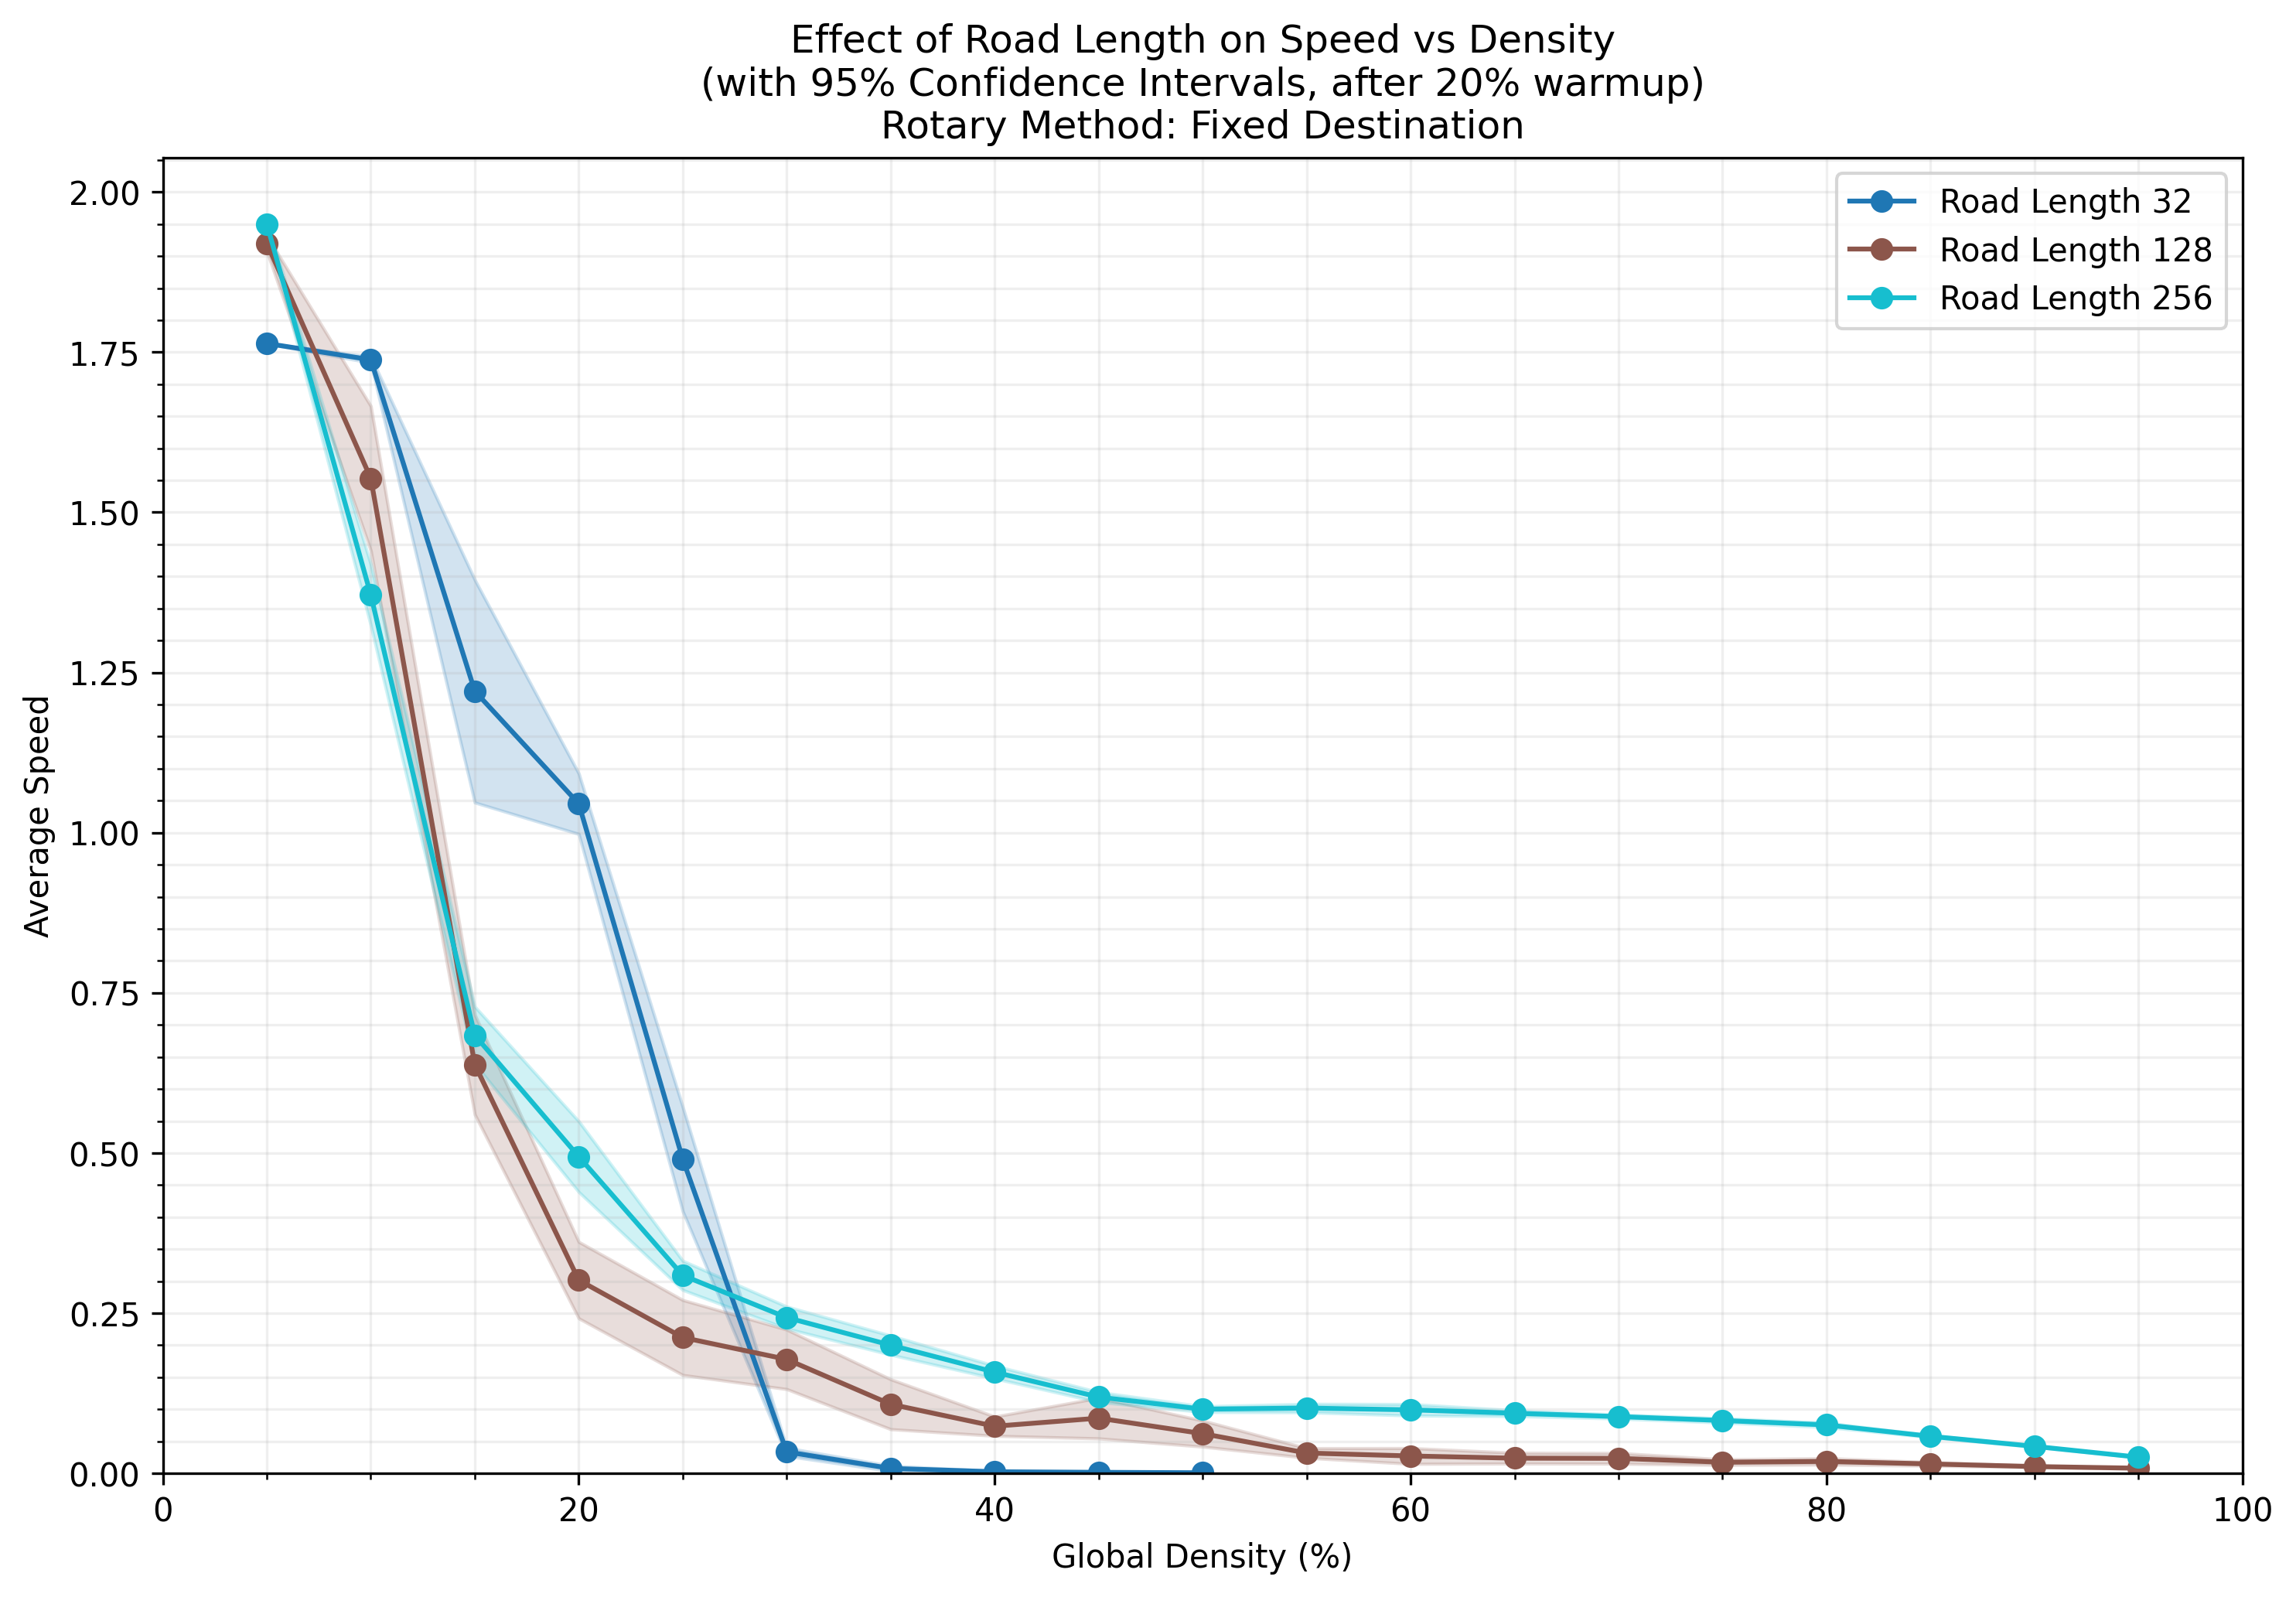 Effect of Road Length on Speed vs Density
(with 95% Confidence Intervals, after 20% warmup)
Rotary Method: Fixed Destination
Road Length 32
Road Length 128
Road Length 256
Average Speed
2.00
1.75
1.50
1.25
1.00
0.75
0.50
0.25
0.00
0
20
40
60
80
100
Global Density (%)